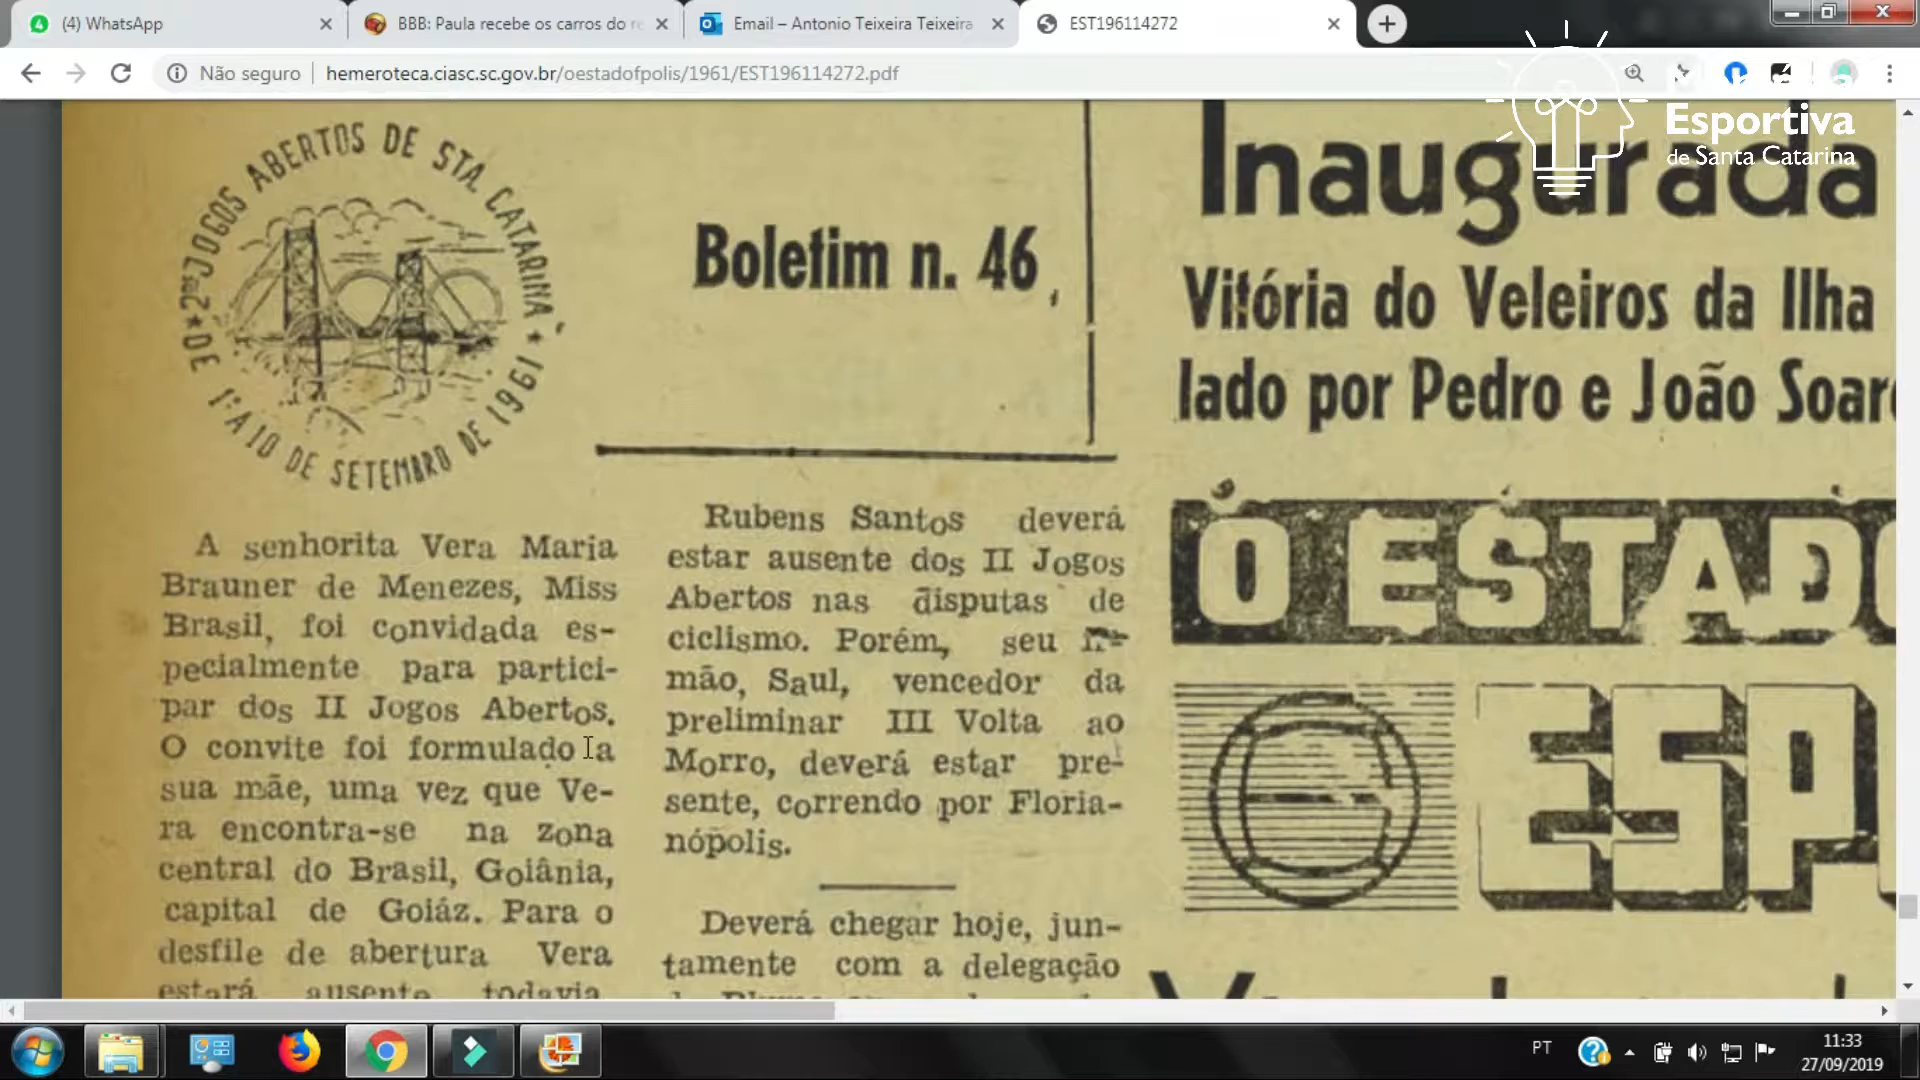 (4) WhatsApp
BBB: Paula recebe os carros do re
Email – Antonio Teixeira Teixeira
EST196114272
Não seguro
hemeroteca.ciasc.sc.gov.br/oestadofpolis/1961/EST196114272.pdf
Esportiva
de Santa Catarina
2ºs JOGOS ABERTOS DE STA. CATARINA
DE 1º A 10 DE SETEMBRO DE 1961
Boletim n. 46
A senhorita Vera Maria
Brauner de Menezes, Miss
Brasil, foi convidada es-
pecialmente para partici-
par dos II Jogos Abertos.
O convite foi formulado a
sua mãe, uma vez que Ve-
ra encontra-se na zona
central do Brasil, Goiânia,
capital de Goiáz. Para o
desfile de abertura Vera
estará ausente todavia
Rubens Santos deverá
estar ausente dos II Jogos
Abertos nas disputas de
ciclismo. Porém, seu ir-
mão, Saul, vencedor da
preliminar III Volta ao
Morro, deverá estar pre-
sente, correndo por Floria-
nópolis.
Deverá chegar hoje, jun-
tamente com a delegação
Inaugurada
Vitória do Veleiros da Ilha
lado por Pedro e João Soar
O ESTADO
ESP
PT
11:33
27/09/2019